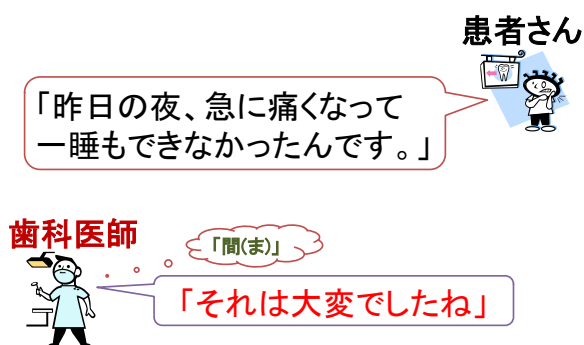 患者さん
「昨日の夜、急に痛くなって
一睡もできなかったんです。」
歯科医師
「間(ま)」
「それは大変でしたね」